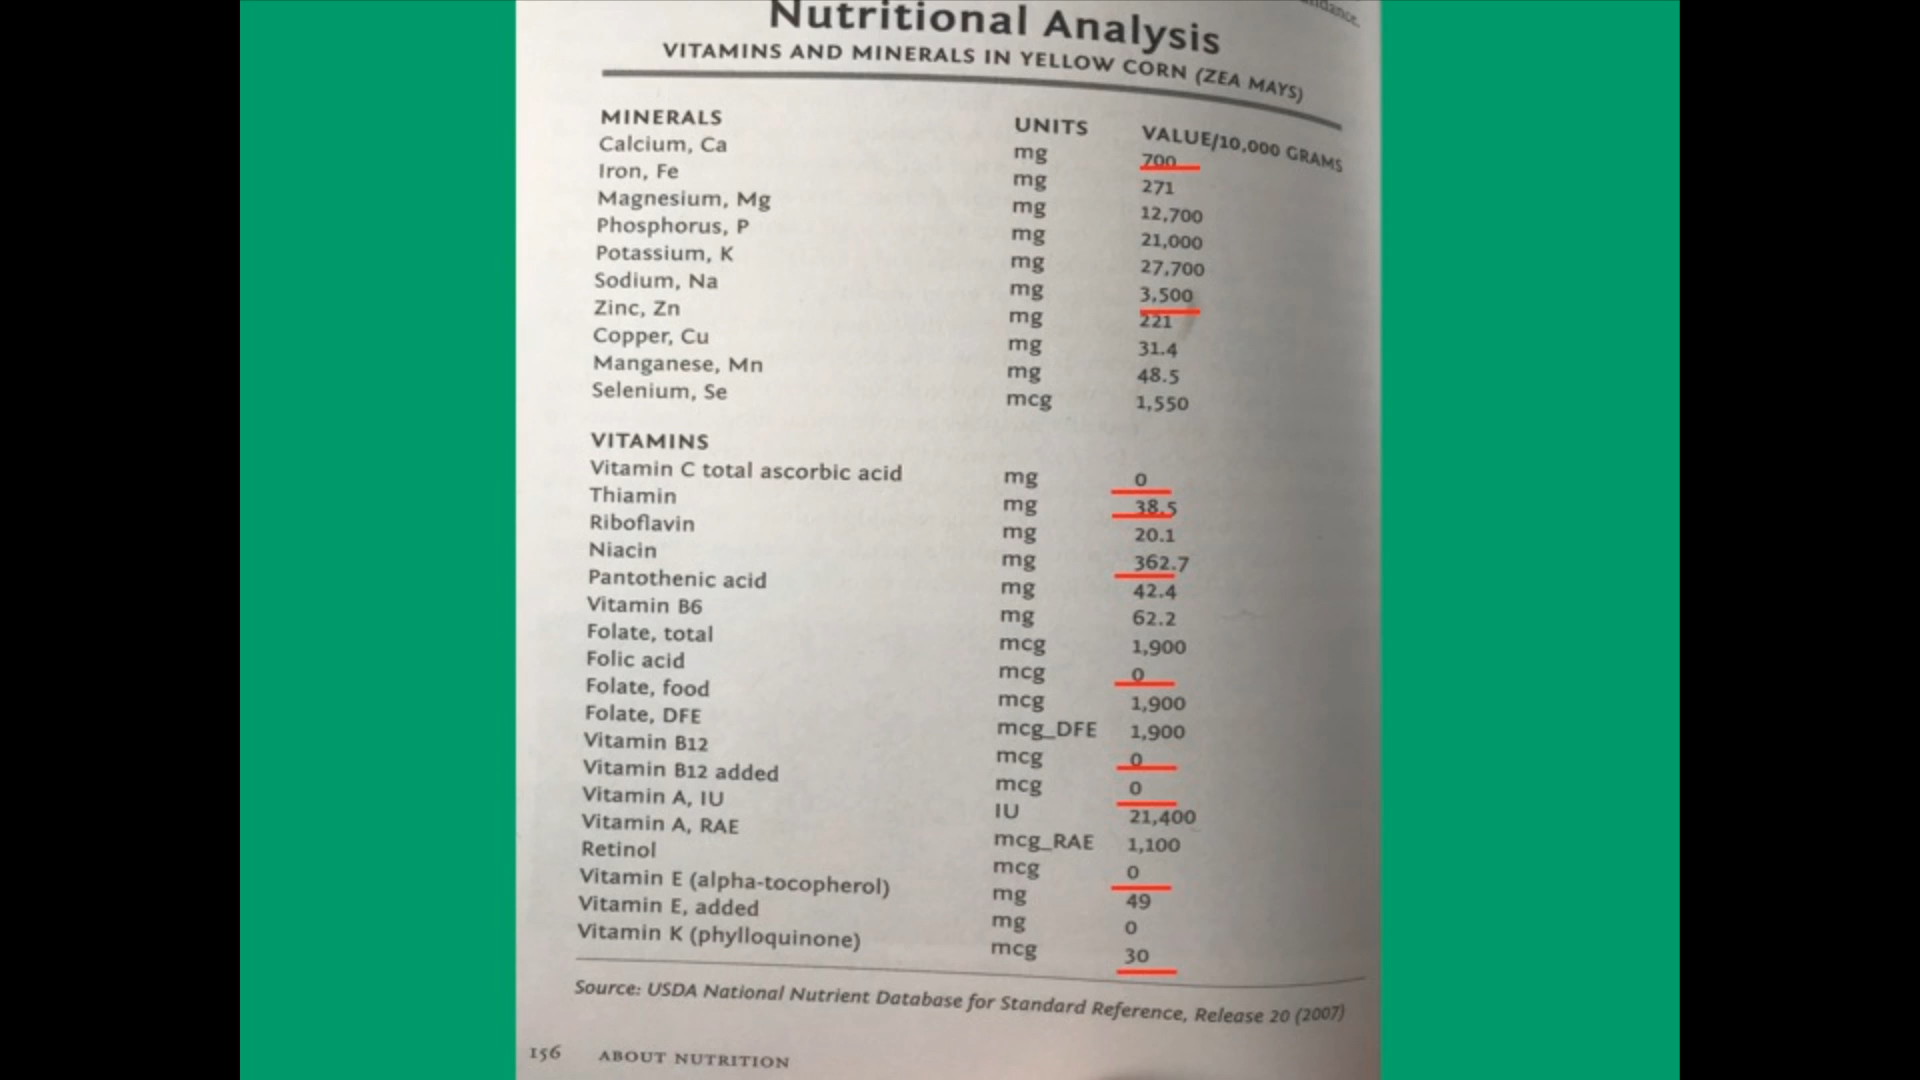 Nutritional Analysis
VITAMINS AND MINERALS IN YELLOW CORN (ZEA MAYS)
MINERALS UNITS VALUE/10,000 GRAMS
Calcium, Ca mg 700
Iron, Fe mg 271
Magnesium, Mg mg 12,700
Phosphorus, P mg 21,000
Potassium, K mg 27,700
Sodium, Na mg 3,500
Zinc, Zn mg 221
Copper, Cu mg 31.4
Manganese, Mn mg 48.5
Selenium, Se mcg 1,550
VITAMINS
Vitamin C total ascorbic acid mg 0
Thiamin mg 38.5
Riboflavin mg 20.1
Niacin mg 362.7
Pantothenic acid mg 42.4
Vitamin B6 mg 62.2
Folate, total mcg 1,900
Folic acid mcg 0
Folate, food mcg 1,900
Folate, DFE mcg_DFE 1,900
Vitamin B12 mcg 0
Vitamin B12 added mcg 0
Vitamin A, IU IU 21,400
Vitamin A, RAE mcg_RAE 1,100
Retinol mcg 0
Vitamin E (alpha-tocopherol) mg 49
Vitamin E, added mg 0
Vitamin K (phylloquinone) mcg 30
Source: USDA National Nutrient Database for Standard Reference, Release 20 (2007)
156 ABOUT NUTRITION